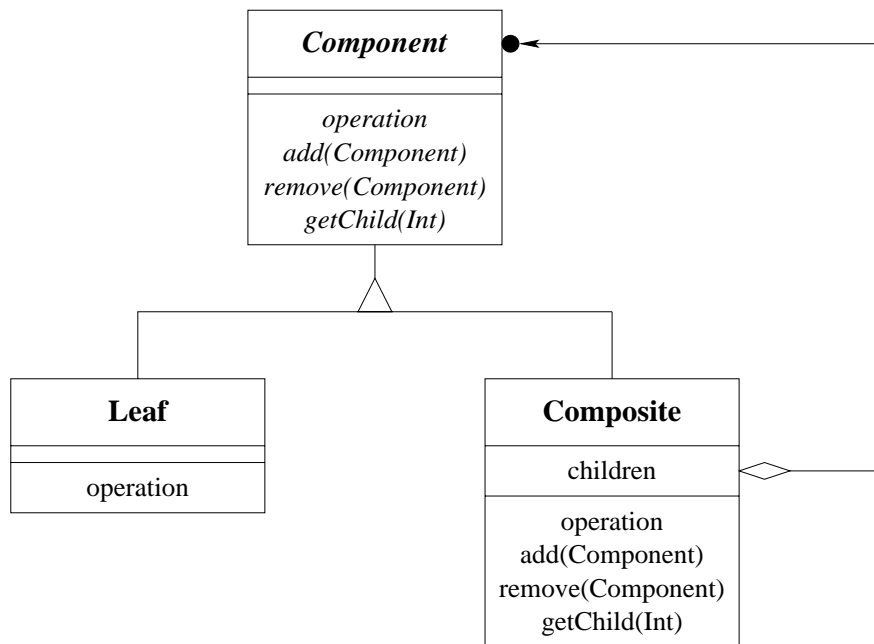 Component
operation
add(Component)
remove(Component)
getChild(Int)
Leaf
operation
Composite
children
operation
add(Component)
remove(Component)
getChild(Int)